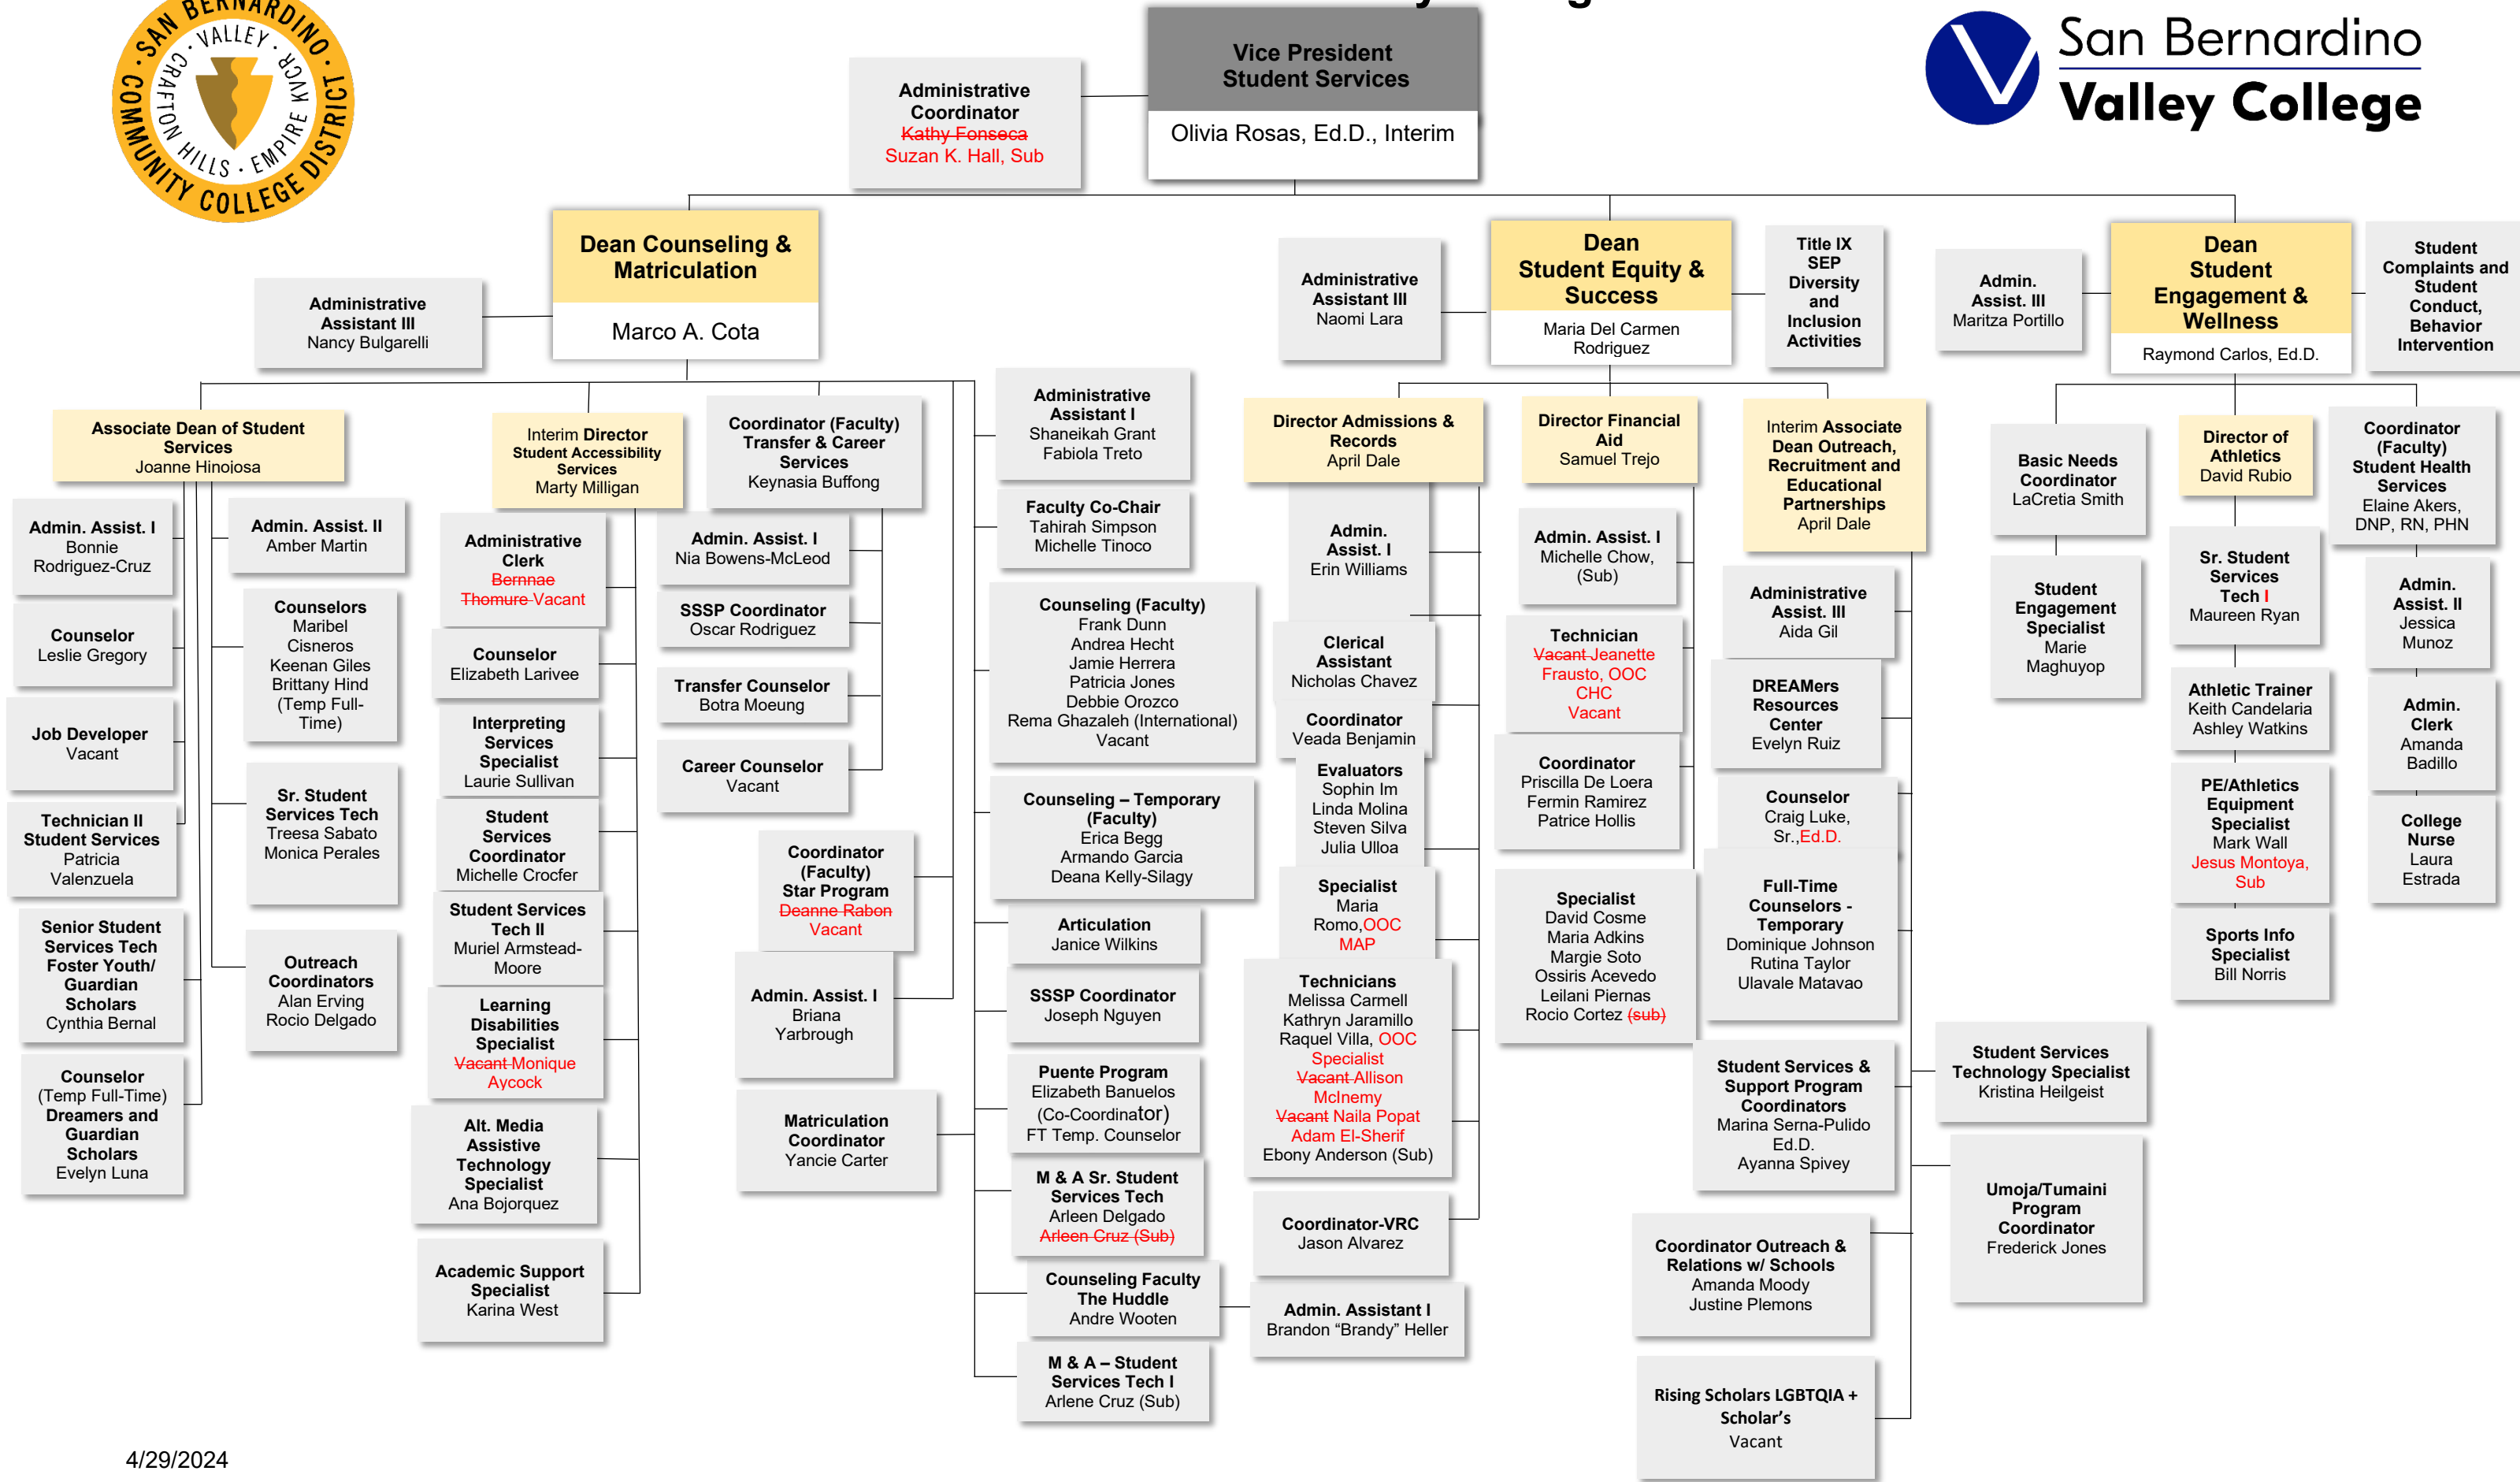 SAN BERNARDINO
COMMUNITY COLLEGE DISTRICT
VALLEY · KVCR · EMPIRE · CRAFTON HILLS
San Bernardino
Valley College
Vice President
Student Services
Olivia Rosas, Ed.D., Interim
Administrative
Coordinator
Kathy Fonseca
Suzan K. Hall, Sub
Dean Counseling &
Matriculation
Marco A. Cota
Administrative
Assistant III
Nancy Bulgarelli
Administrative
Assistant III
Naomi Lara
Dean
Student Equity &
Success
Maria Del Carmen
Rodriguez
Title IX
SEP
Diversity
and
Inclusion
Activities
Admin.
Assist. III
Maritza Portillo
Dean
Student
Engagement &
Wellness
Raymond Carlos, Ed.D.
Student
Complaints and
Student
Conduct,
Behavior
Intervention
Associate Dean of Student
Services
Joanne Hinojosa
Admin. Assist. I
Bonnie
Rodriguez-Cruz
Counselor
Leslie Gregory
Job Developer
Vacant
Technician II
Student Services
Patricia
Valenzuela
Senior Student
Services Tech
Foster Youth/
Guardian
Scholars
Cynthia Bernal
Counselor
(Temp Full-Time)
Dreamers and
Guardian
Scholars
Evelyn Luna
Admin. Assist. II
Amber Martin
Counselors
Maribel
Cisneros
Keenan Giles
Brittany Hind
(Temp Full-
Time)
Sr. Student
Services Tech
Treesa Sabato
Monica Perales
Outreach
Coordinators
Alan Erving
Rocio Delgado
Interim Director
Student Accessibility
Services
Marty Milligan
Administrative
Clerk
Bernnae
Thomure Vacant
Counselor
Elizabeth Larivee
Interpreting
Services
Specialist
Laurie Sullivan
Student
Services
Coordinator
Michelle Crocfer
Student Services
Tech II
Muriel Armstead-
Moore
Learning
Disabilities
Specialist
Vacant Monique
Aycock
Alt. Media
Assistive
Technology
Specialist
Ana Bojorquez
Academic Support
Specialist
Karina West
Coordinator (Faculty)
Transfer & Career
Services
Keynasia Buffong
Admin. Assist. I
Nia Bowens-McLeod
SSSP Coordinator
Oscar Rodriguez
Transfer Counselor
Botra Moeung
Career Counselor
Vacant
Coordinator
(Faculty)
Star Program
Deanne Rabon
Vacant
Admin. Assist. I
Briana
Yarbrough
Matriculation
Coordinator
Yancie Carter
Administrative
Assistant I
Shaneikah Grant
Fabiola Treto
Faculty Co-Chair
Tahirah Simpson
Michelle Tinoco
Counseling (Faculty)
Frank Dunn
Andrea Hecht
Jamie Herrera
Patricia Jones
Debbie Orozco
Rema Ghazaleh (International)
Vacant
Counseling – Temporary
(Faculty)
Erica Begg
Armando Garcia
Deana Kelly-Silagy
Articulation
Janice Wilkins
SSSP Coordinator
Joseph Nguyen
Puente Program
Elizabeth Banuelos
(Co-Coordinator)
FT Temp. Counselor
M & A Sr. Student
Services Tech
Arleen Delgado
Arleen Cruz (Sub)
Counseling Faculty
The Huddle
Andre Wooten
M & A – Student
Services Tech I
Arlene Cruz (Sub)
Director Admissions &
Records
April Dale
Admin.
Assist. I
Erin Williams
Clerical
Assistant
Nicholas Chavez
Coordinator
Veada Benjamin
Evaluators
Sophin Im
Linda Molina
Steven Silva
Julia Ulloa
Specialist
Maria
Romo,OOC
MAP
Technicians
Melissa Carmell
Kathryn Jaramillo
Raquel Villa, OOC
Specialist
Vacant Allison
McInemy
Vacant Naila Popat
Adam El-Sherif
Ebony Anderson (Sub)
Coordinator-VRC
Jason Alvarez
Admin. Assistant I
Brandon “Brandy” Heller
Director Financial
Aid
Samuel Trejo
Admin. Assist. I
Michelle Chow,
(Sub)
Technician
Vacant Jeanette
Frausto, OOC
CHC
Vacant
Coordinator
Priscilla De Loera
Fermin Ramirez
Patrice Hollis
Specialist
David Cosme
Maria Adkins
Margie Soto
Ossiris Acevedo
Leilani Piernas
Rocio Cortez (sub)
Interim Associate
Dean Outreach,
Recruitment and
Educational
Partnerships
April Dale
Administrative
Assist. III
Aida Gil
DREAMers
Resources
Center
Evelyn Ruiz
Counselor
Craig Luke,
Sr.,Ed.D.
Full-Time
Counselors -
Temporary
Dominique Johnson
Rutina Taylor
Ulavale Matavao
Student Services &
Support Program
Coordinators
Marina Serna-Pulido
Ed.D.
Ayanna Spivey
Coordinator Outreach &
Relations w/ Schools
Amanda Moody
Justine Plemons
Rising Scholars LGBTQIA +
Scholar’s
Vacant
Student Services
Technology Specialist
Kristina Heilgeist
Umoja/Tumaini
Program
Coordinator
Frederick Jones
Basic Needs
Coordinator
LaCretia Smith
Student
Engagement
Specialist
Marie
Maghuyop
Director of
Athletics
David Rubio
Sr. Student
Services
Tech I
Maureen Ryan
Athletic Trainer
Keith Candelaria
Ashley Watkins
PE/Athletics
Equipment
Specialist
Mark Wall
Jesus Montoya,
Sub
Sports Info
Specialist
Bill Norris
Coordinator
(Faculty)
Student Health
Services
Elaine Akers,
DNP, RN, PHN
Admin.
Assist. II
Jessica
Munoz
Admin.
Clerk
Amanda
Badillo
College
Nurse
Laura
Estrada
4/29/2024